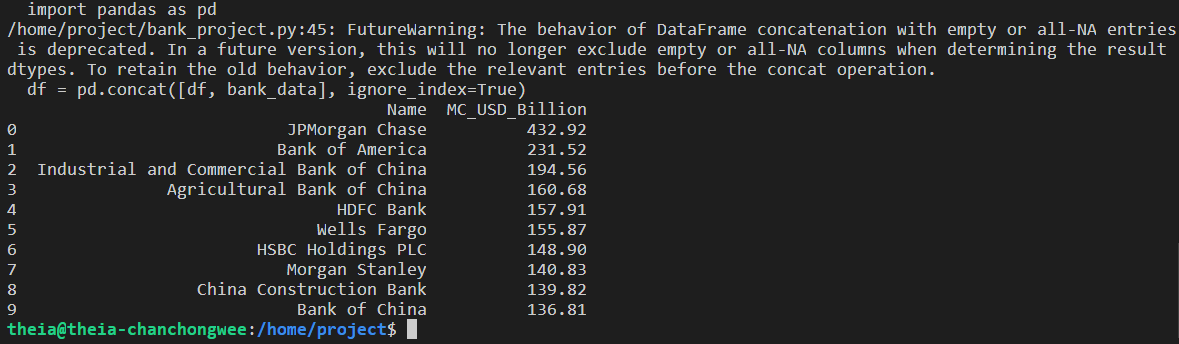 import pandas as pd
/home/project/bank_project.py:45: FutureWarning: The behavior of DataFrame concatenation with empty or all-NA entries
is deprecated. In a future version, this will no longer exclude empty or all-NA columns when determining the result
dtypes. To retain the old behavior, exclude the relevant entries before the concat operation.
df = pd.concat([df, bank_data], ignore_index=True)
Name MC_USD_Billion
0 JPMorgan Chase 432.92
1 Bank of America 231.52
2 Industrial and Commercial Bank of China 194.56
3 Agricultural Bank of China 160.68
4 HDFC Bank 157.91
5 Wells Fargo 155.87
6 HSBC Holdings PLC 148.90
7 Morgan Stanley 140.83
8 China Construction Bank 139.82
9 Bank of China 136.81
theia@theia-chanchongwee:/home/project$